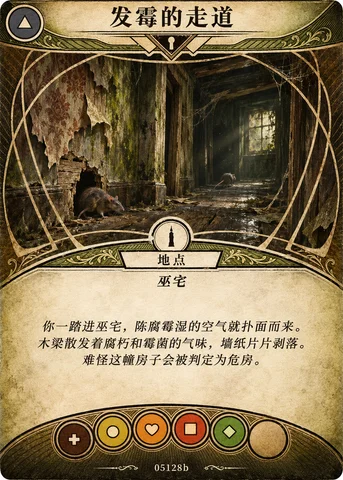 发霉的走道
地点
巫宅
你一踏进巫宅，陈腐霉湿的空气就扑面而来。
木梁散发着腐朽和霉菌的气味，墙纸片片剥落。
难怪这幢房子会被判定为危房。
05128b